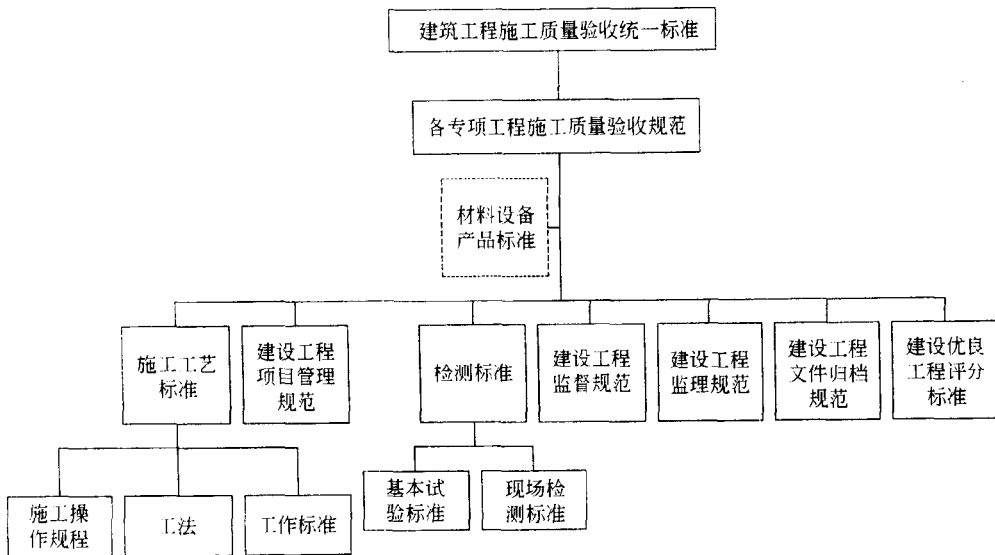 建筑工程施工质量验收统一标准
各专项工程施工质量验收规范
材料设备
产品标准
施工工艺
标准
建设工程
项目管理
规范
检测标准
建设工程
监督规范
建设工程
监理规范
建设工程
文件归档
规范
建设优良
工程评分
标准
施工操
作规程
工法
工作标准
基本试
验标准
现场检
测标准